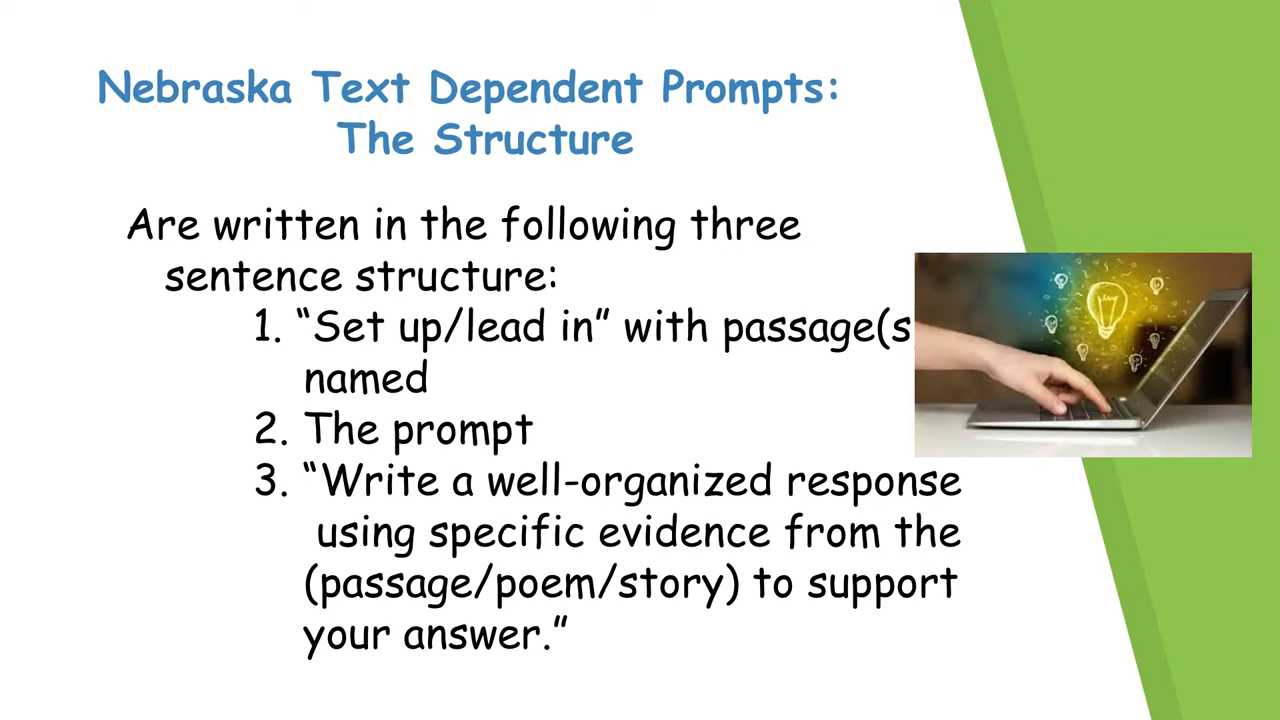 Nebraska Text Dependent Prompts:
The Structure
Are written in the following three
sentence structure:
1. “Set up/lead in” with passage(s
named
2. The prompt
3. “Write a well-organized response
using specific evidence from the
(passage/poem/story) to support
your answer.”